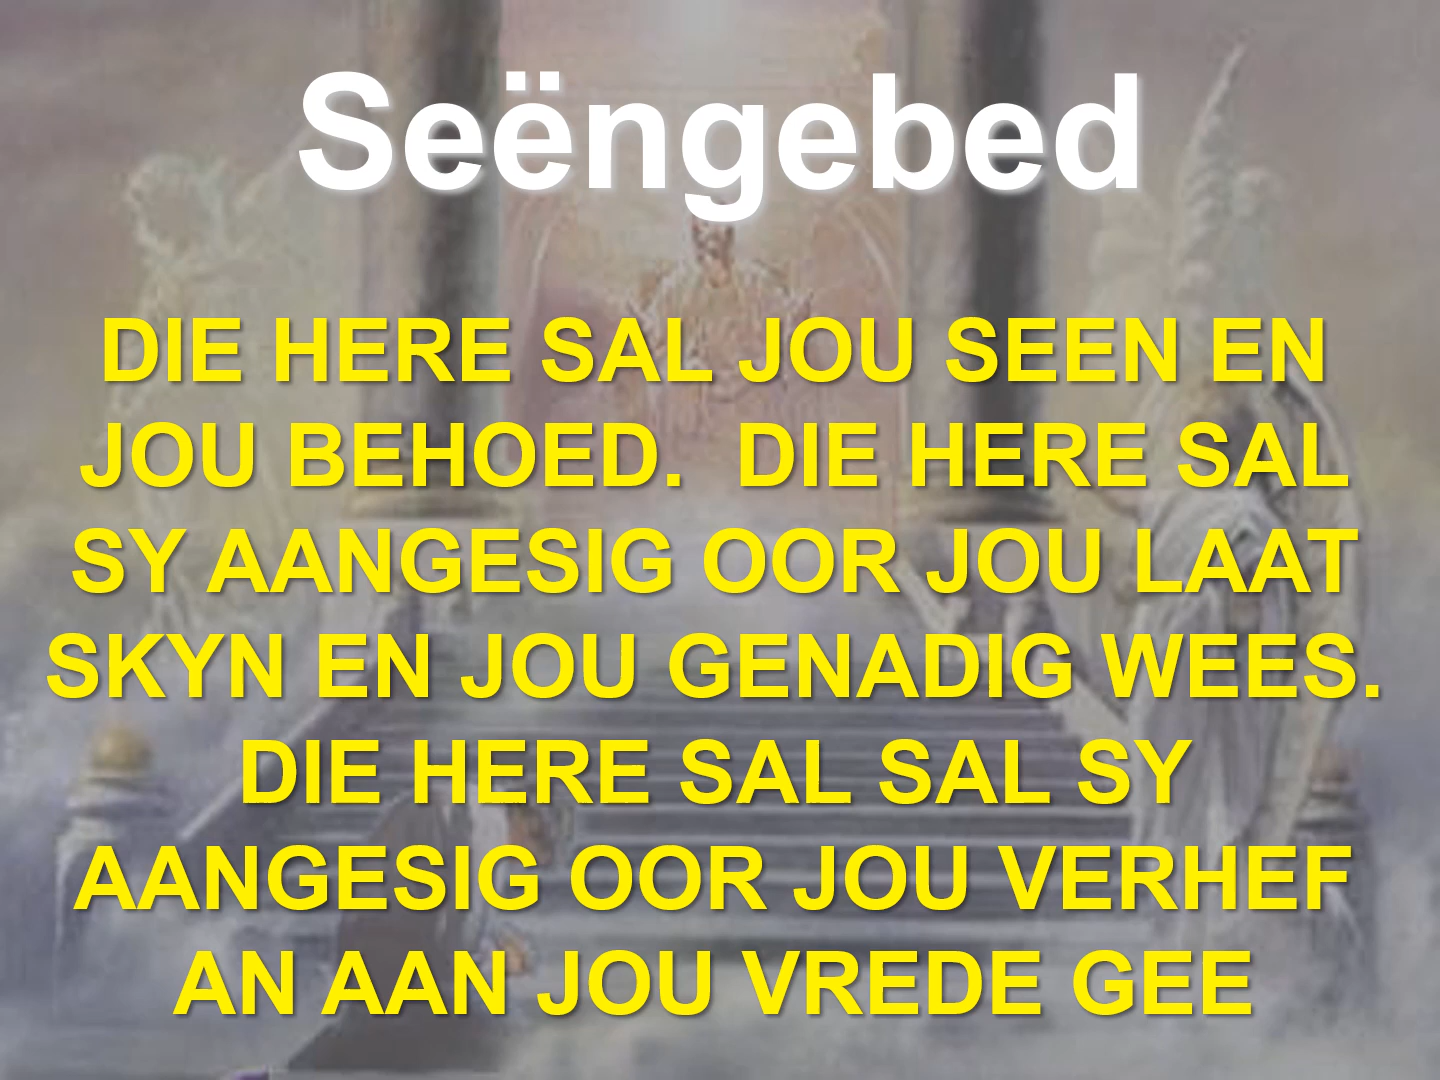 Seëngebed
DIE HERE SAL JOU SEEN EN
JOU BEHOED.  DIE HERE SAL
SY AANGESIG OOR JOU LAAT
SKYN EN JOU GENADIG WEES.
DIE HERE SAL SAL SY
AANGESIG OOR JOU VERHEF
AN AAN JOU VREDE GEE